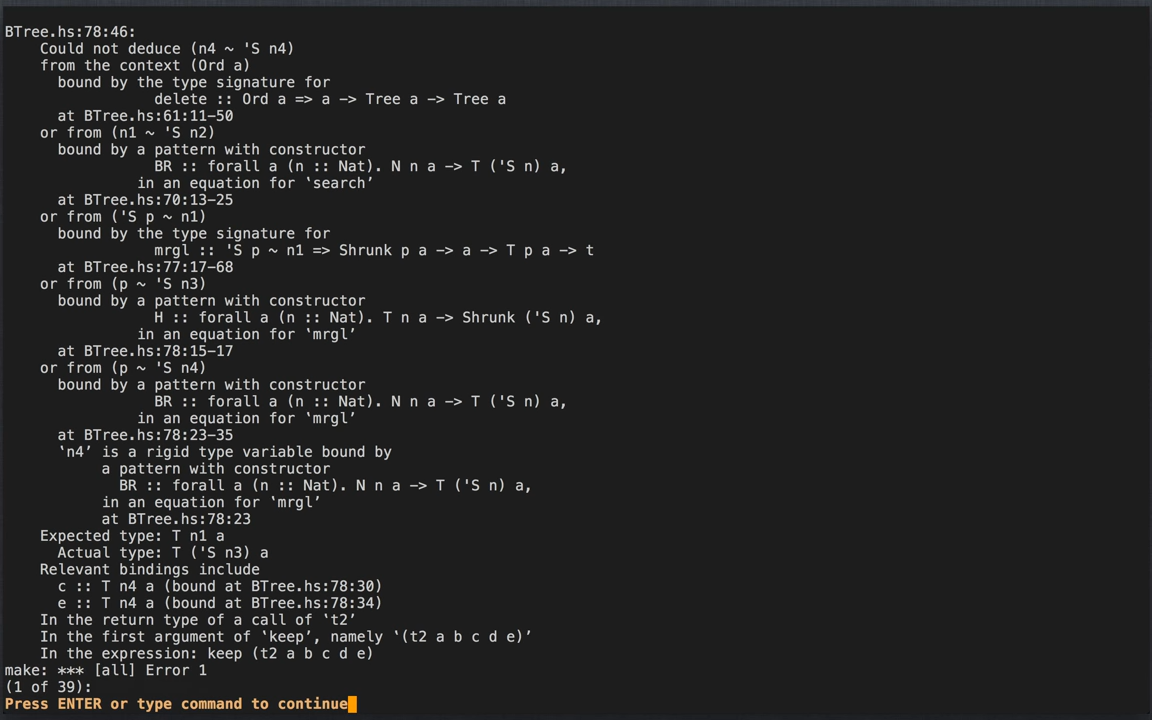 BTree.hs:78:46:
    Could not deduce (n4 ~ 'S n4)
    from the context (Ord a)
      bound by the type signature for
                 delete :: Ord a => a -> Tree a -> Tree a
      at BTree.hs:61:11-50
    or from (n1 ~ 'S n2)
      bound by a pattern with constructor
                 BR :: forall a (n :: Nat). N n a -> T ('S n) a,
               in an equation for ‘search’
      at BTree.hs:70:13-25
    or from ('S p ~ n1)
      bound by the type signature for
                 mrgl :: 'S p ~ n1 => Shrunk p a -> a -> T p a -> t
      at BTree.hs:77:17-68
    or from (p ~ 'S n3)
      bound by a pattern with constructor
                 H :: forall a (n :: Nat). T n a -> Shrunk ('S n) a,
               in an equation for ‘mrgl’
      at BTree.hs:78:15-17
    or from (p ~ 'S n4)
      bound by a pattern with constructor
                 BR :: forall a (n :: Nat). N n a -> T ('S n) a,
               in an equation for ‘mrgl’
      at BTree.hs:78:23-35
      ‘n4’ is a rigid type variable bound by
           a pattern with constructor
             BR :: forall a (n :: Nat). N n a -> T ('S n) a,
           in an equation for ‘mrgl’
           at BTree.hs:78:23
    Expected type: T n1 a
      Actual type: T ('S n3) a
    Relevant bindings include
      c :: T n4 a (bound at BTree.hs:78:30)
      e :: T n4 a (bound at BTree.hs:78:34)
    In the return type of a call of ‘t2’
    In the first argument of ‘keep’, namely ‘(t2 a b c d e)’
    In the expression: keep (t2 a b c d e)
make: *** [all] Error 1
(1 of 39):
Press ENTER or type command to continue